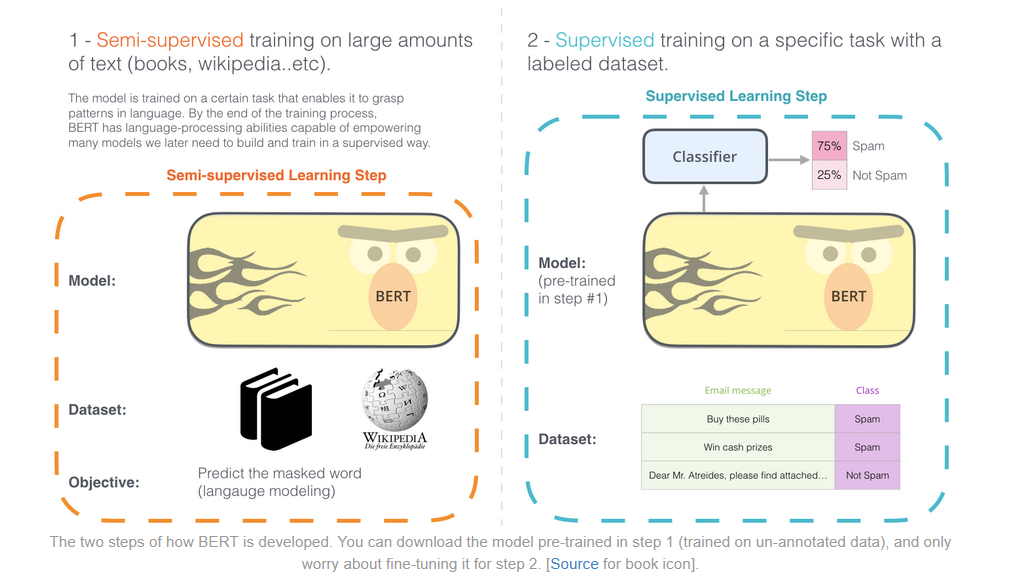 1 - Semi-supervised training on large amounts
of text (books, wikipedia..etc).
The model is trained on a certain task that enables it to grasp
patterns in language. By the end of the training process,
BERT has language-processing abilities capable of empowering
many models we later need to build and train in a supervised way.
Semi-supervised Learning Step
Model:
BERT
Dataset:
WIKIPEDIA
Die freie Enzyklopädie
Objective:
Predict the masked word
(langauge modeling)
2 - Supervised training on a specific task with a
labeled dataset.
Supervised Learning Step
Classifier
75% Spam
25% Not Spam
Model:
(pre-trained
in step #1)
BERT
Dataset:
Email message Class
Buy these pills Spam
Win cash prizes Spam
Dear Mr. Atreides, please find attached... Not Spam
The two steps of how BERT is developed. You can download the model pre-trained in step 1 (trained on un-annotated data), and only
worry about fine-tuning it for step 2. [Source for book icon].